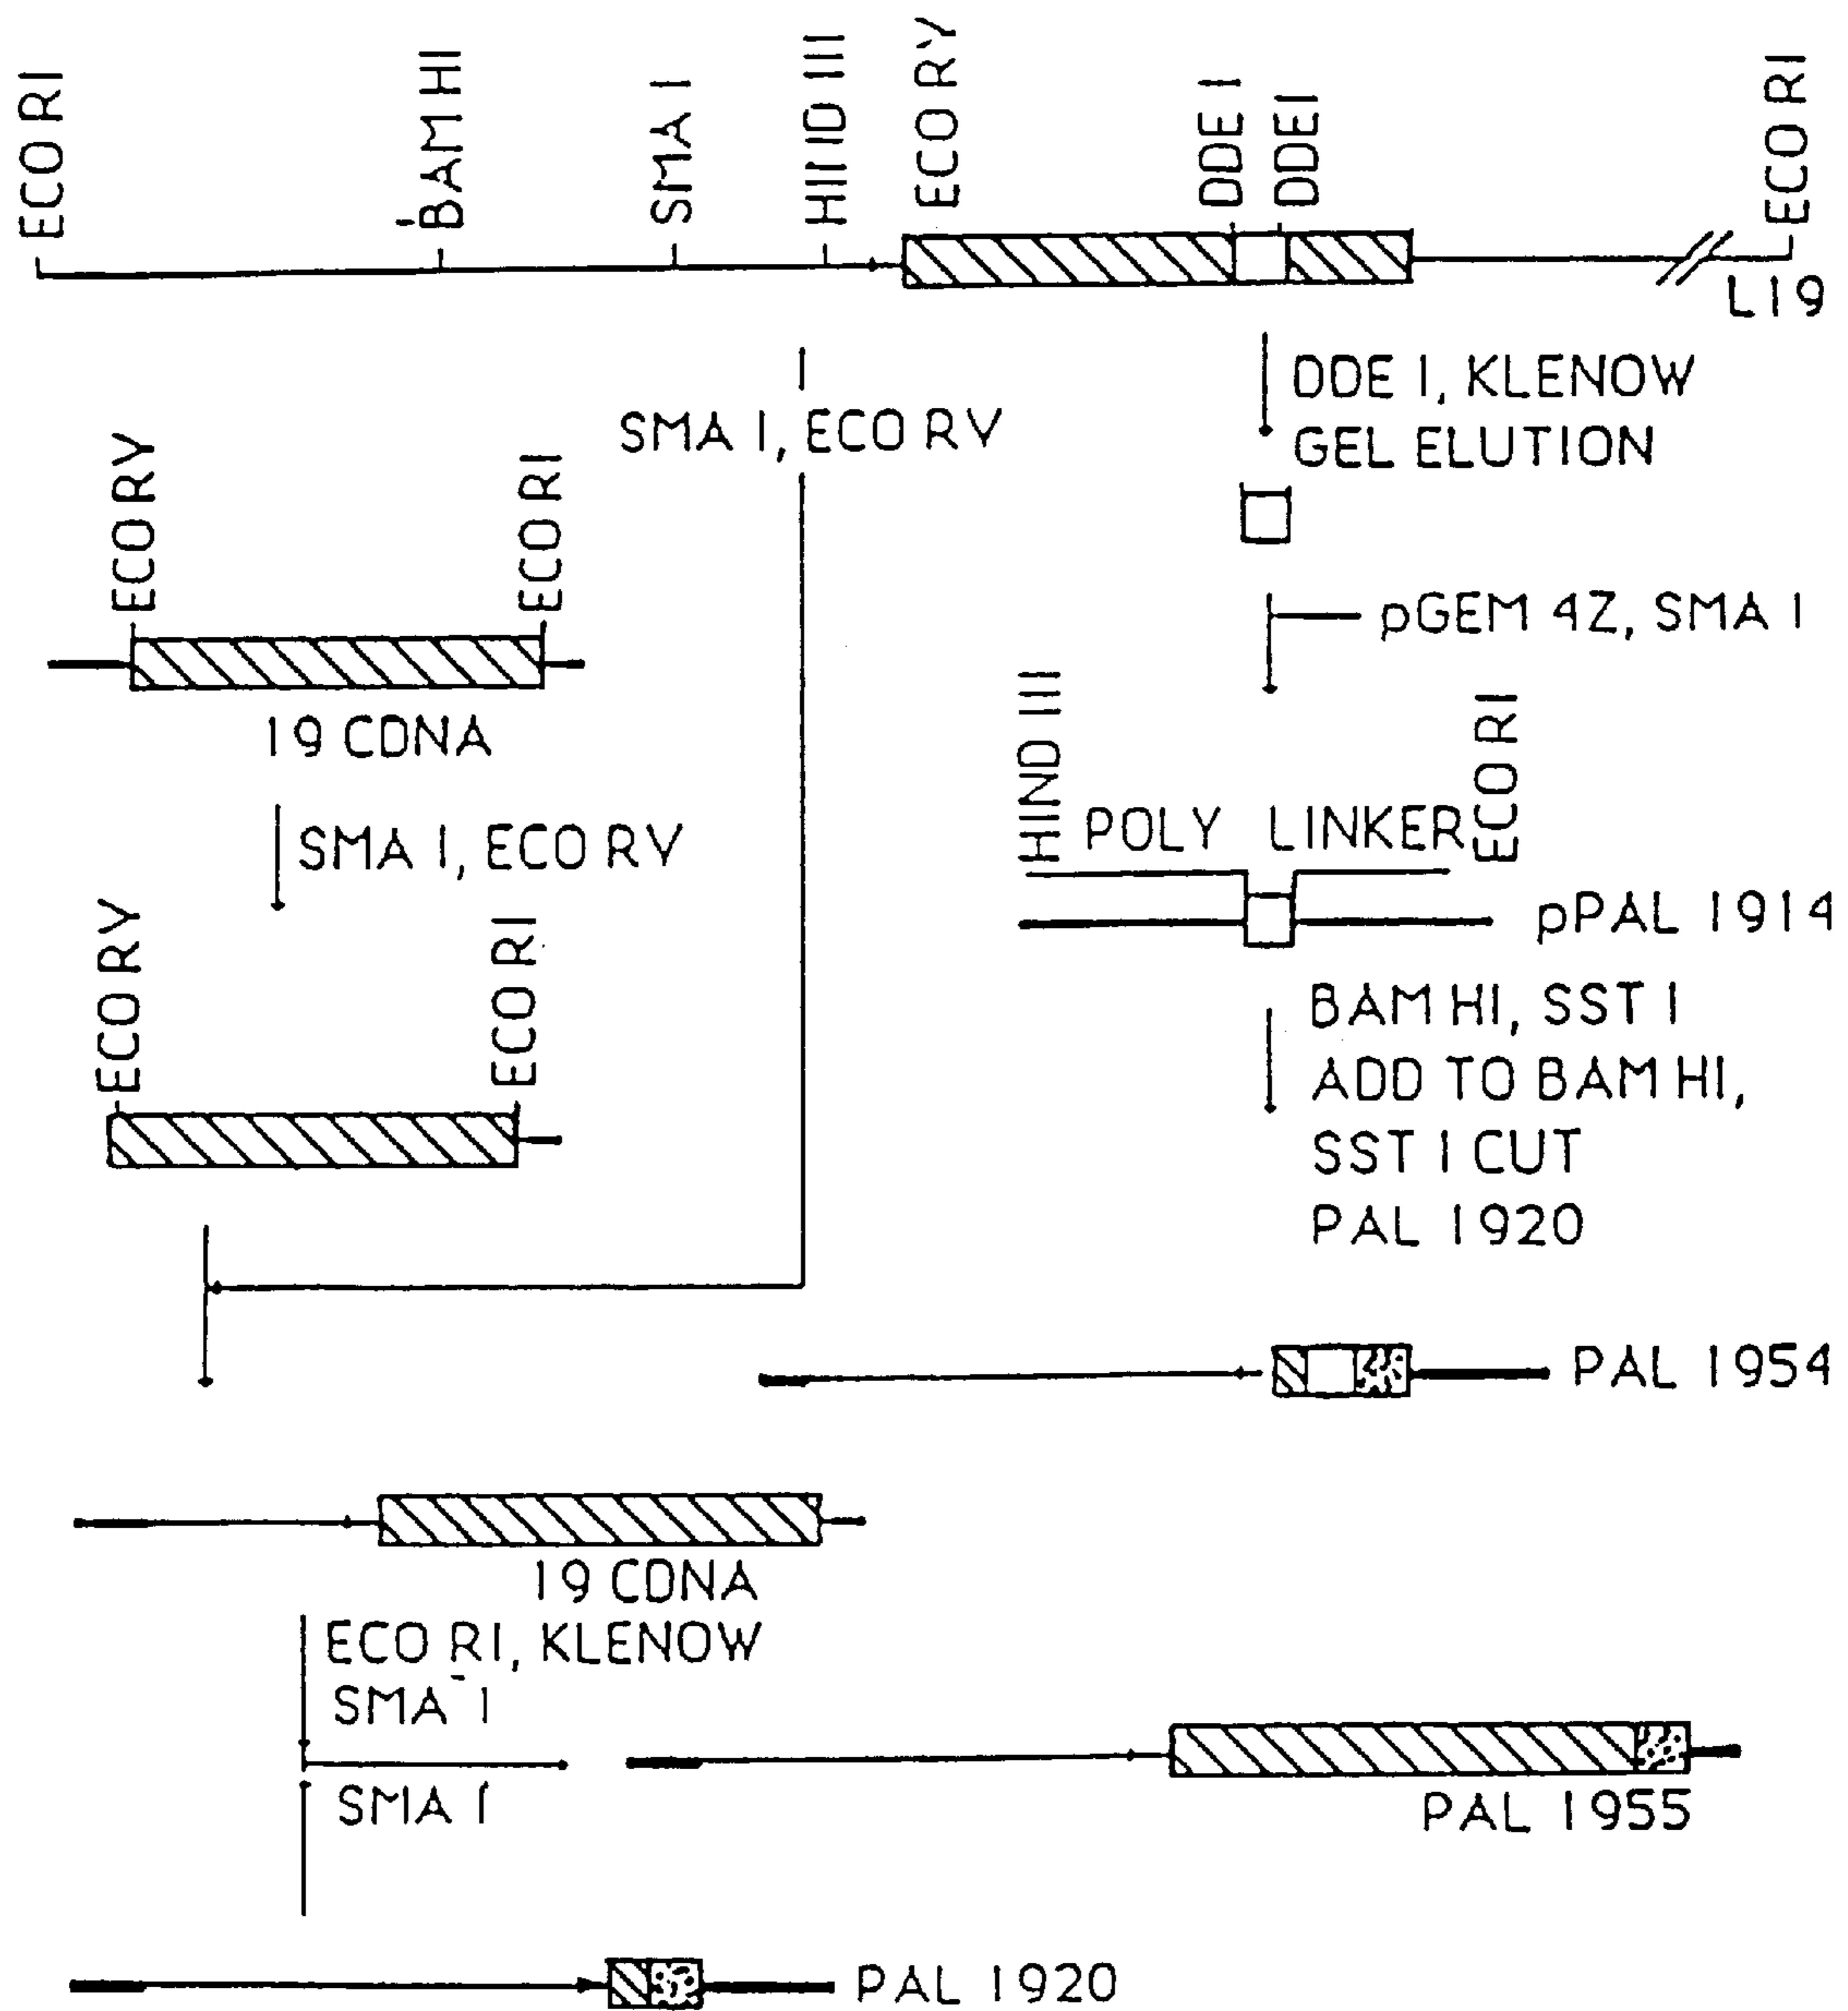 ECO RI
BAM HI
SMA I
HIND III
ECO RY
DDE I
DDEI
ECO RI
L19
SMA I, ECO RV
DDE I, KLENOW
GEL ELUTION
ECO RY
ECO RI
19 CDNA
pGEM 4Z, SMA I
SMA I, ECO RV
HIND III
POLY LINKER
ECO RI
pPAL 1914
ECO RY
ECO RI
BAM HI, SST I
ADD TO BAM HI,
SST I CUT
PAL 1920
PAL 1954
19 CDNA
ECO RI, KLENOW
SMA I
SMA I
PAL 1955
PAL 1920